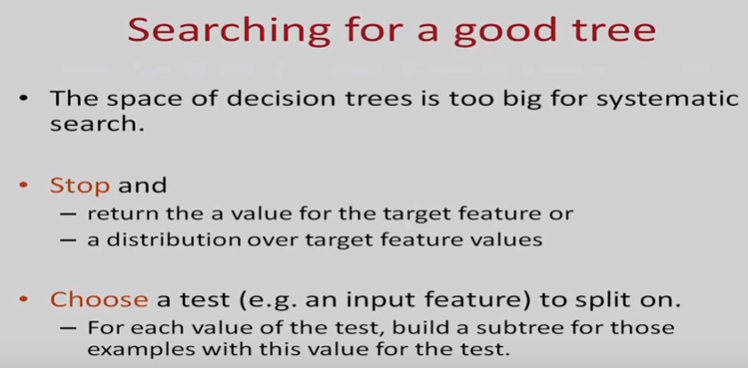 Searching for a good tree
• The space of decision trees is too big for systematic
search.
• Stop and
– return the a value for the target feature or
– a distribution over target feature values
• Choose a test (e.g. an input feature) to split on.
– For each value of the test, build a subtree for those
examples with this value for the test.